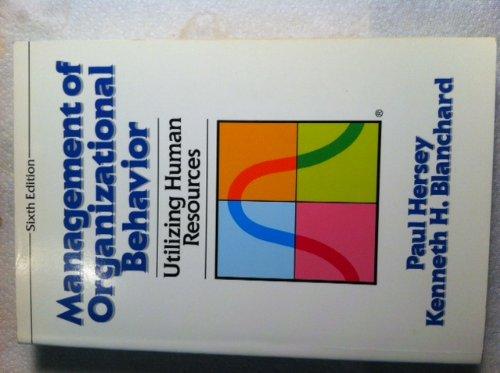 Sixth Edition
Management of
Organizational
Behavior
Utilizing Human
Resources
®
Paul Hersey
Kenneth H. Blanchard